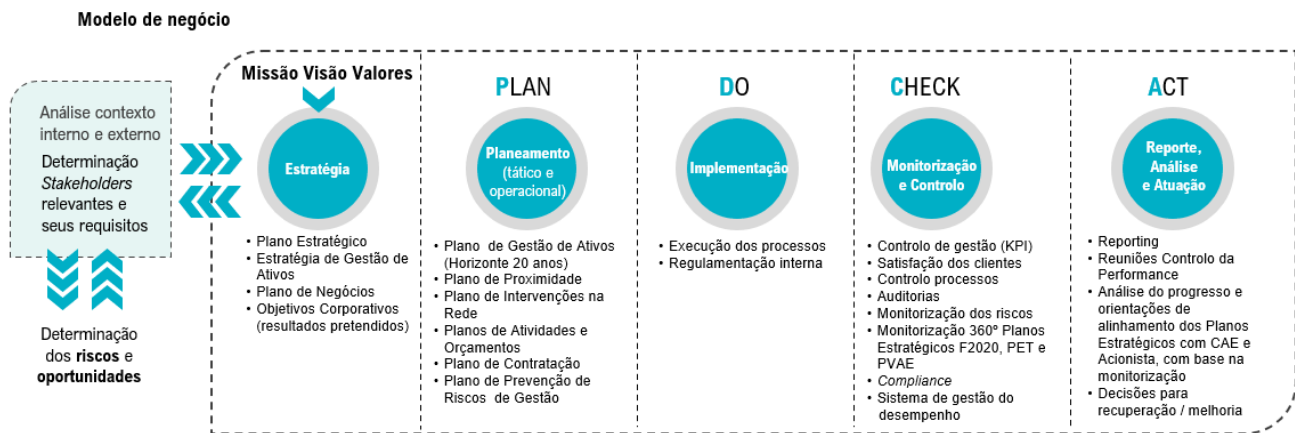 Modelo de negócio
Análise contexto
interno e externo
Determinação
Stakeholders
relevantes e
seus requisitos
Determinação
dos riscos e
oportunidades
Missão Visão Valores
Estratégia
• Plano Estratégico
• Estratégia de Gestão de
Ativos
• Plano de Negócios
• Objetivos Corporativos
(resultados pretendidos)
PLAN
Planeamento
(tático e
operacional)
• Plano de Gestão de Ativos
(Horizonte 20 anos)
• Plano de Proximidade
• Plano de Intervenções na
Rede
• Planos de Atividades e
Orçamentos
• Plano de Contratação
• Plano de Prevenção de
Riscos de Gestão
DO
Implementação
• Execução dos processos
• Regulamentação interna
CHECK
Monitorização
e Controlo
• Controlo de gestão (KPI)
• Satisfação dos clientes
• Controlo processos
• Auditorias
• Monitorização dos riscos
• Monitorização 360º Planos
Estratégicos F2020, PET e
PVAE
• Compliance
• Sistema de gestão do
desempenho
ACT
Reporte,
Análise
e Atuação
• Reporting
• Reuniões Controlo da
Performance
• Análise do progresso e
orientações de
alinhamento dos Planos
Estratégicos com CAE e
Acionista, com base na
monitorização
• Decisões para
recuperação / melhoria